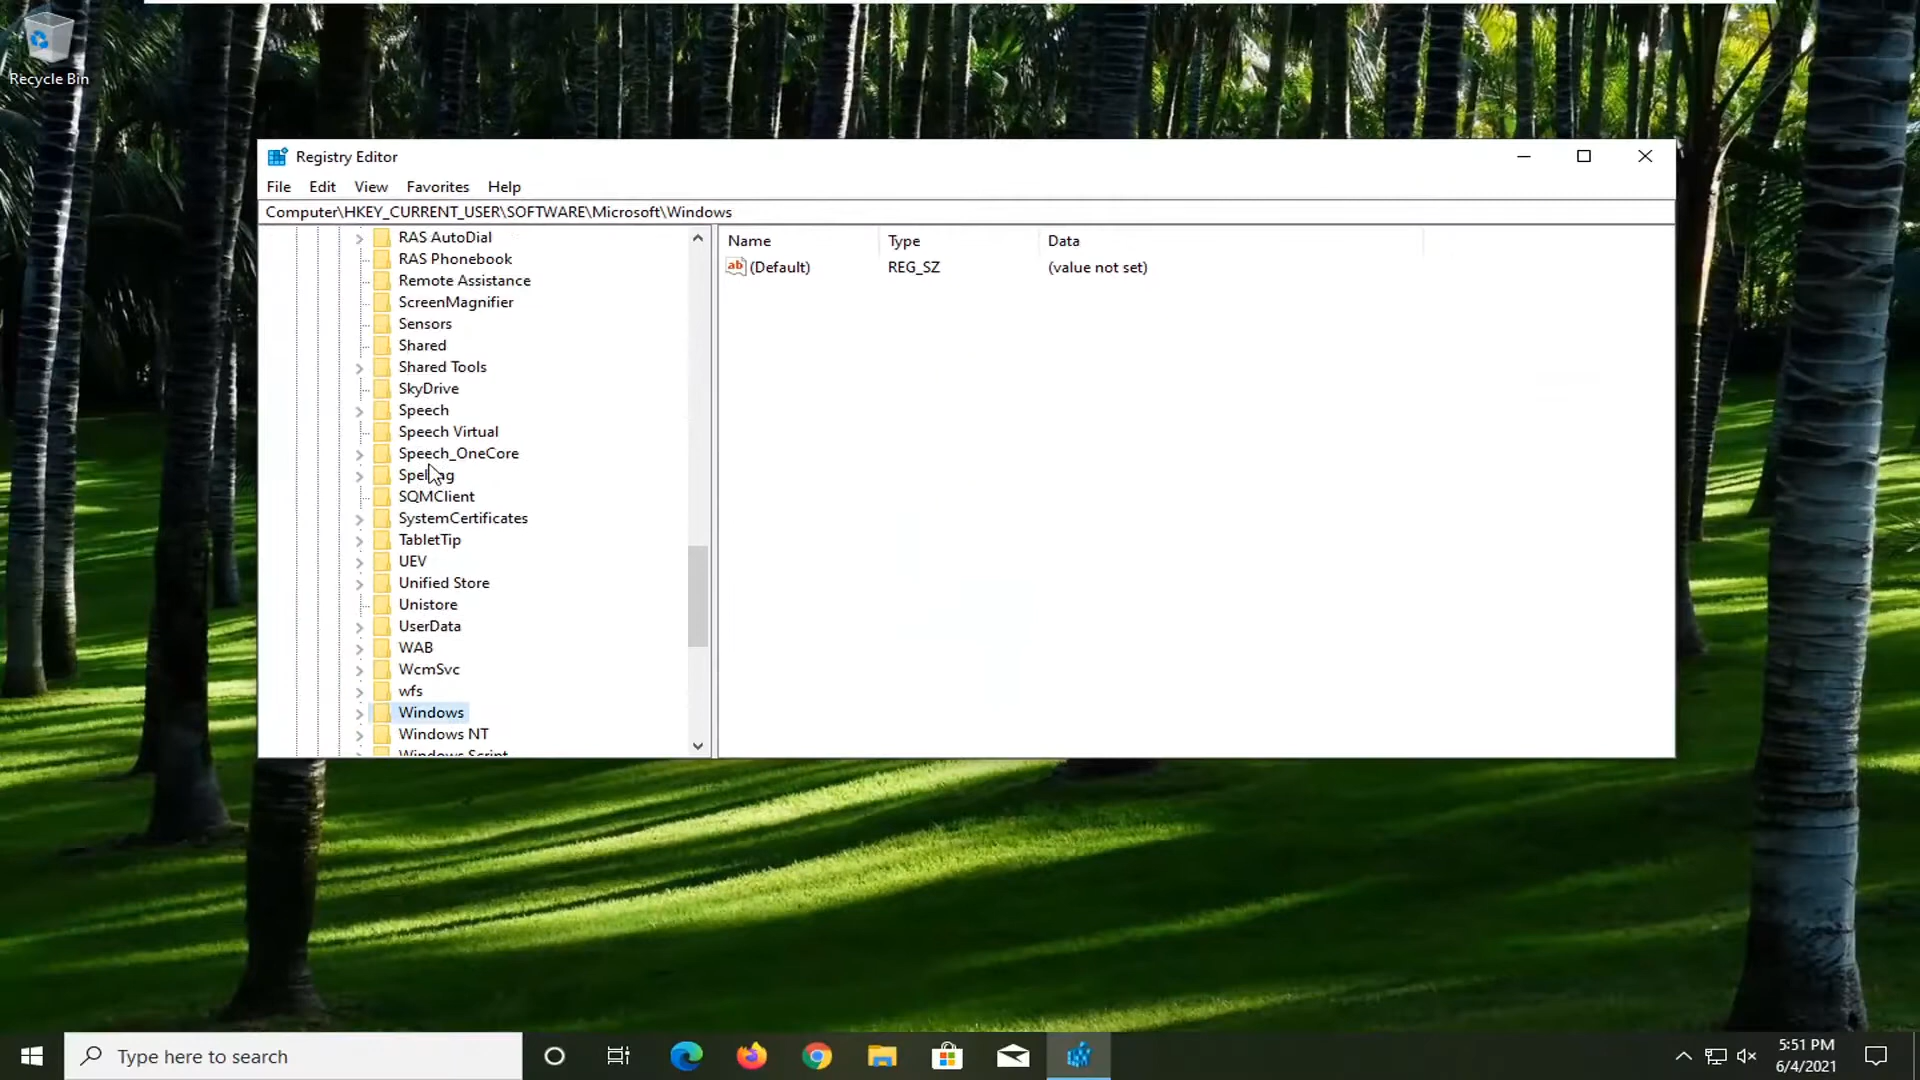 Recycle Bin
Registry Editor
File Edit View Favorites Help
Computer\HKEY_CURRENT_USER\SOFTWARE\Microsoft\Windows
RAS AutoDial
RAS Phonebook
Remote Assistance
ScreenMagnifier
Sensors
Shared
Shared Tools
SkyDrive
Speech
Speech Virtual
Speech_OneCore
SQMClient
SystemCertificates
TabletTip
UEV
Unified Store
Unistore
UserData
WAB
WcmSvc
wfs
Windows
Windows NT
Windows Script
Name Type Data
ab (Default) REG_SZ (value not set)
Type here to search
5:51 PM
6/4/2021